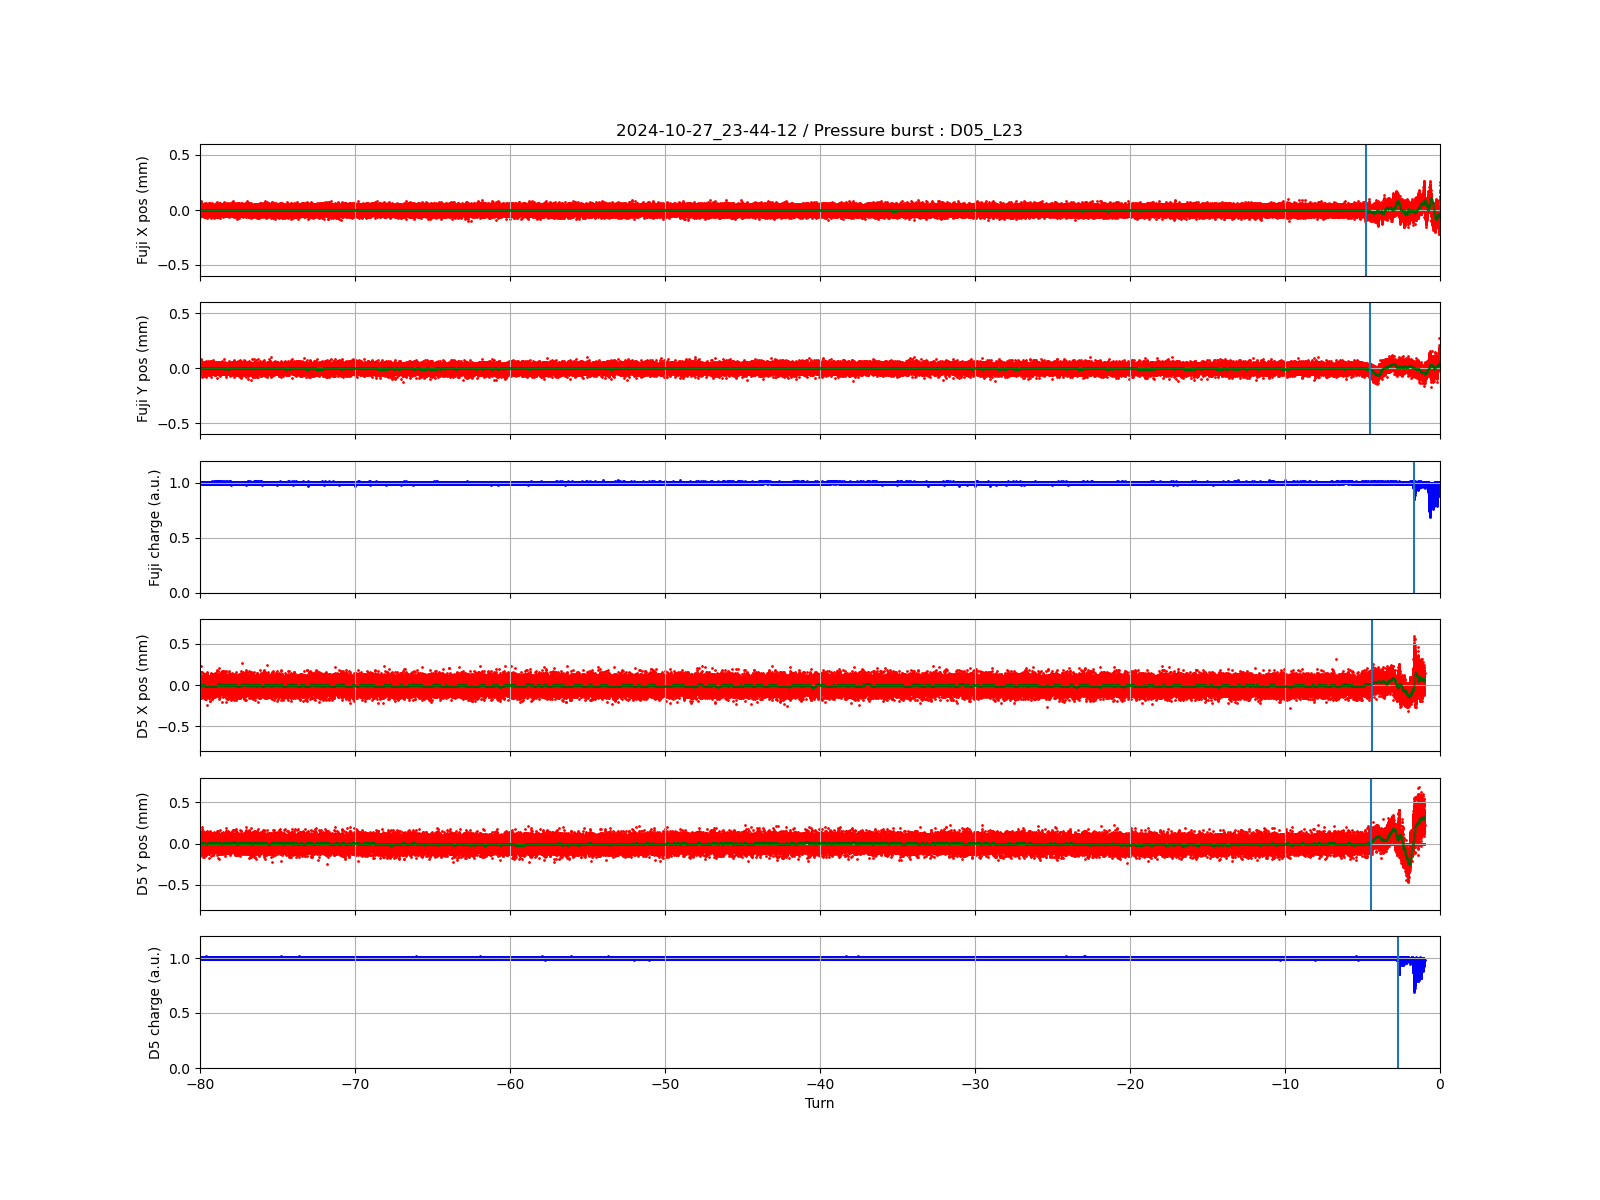 2024-10-27_23-44-12 / Pressure burst : D05_L23
Fuji X pos (mm)
0.5
0.0
−0.5
Fuji Y pos (mm)
0.5
0.0
−0.5
Fuji charge (a.u.)
1.0
0.5
0.0
D5 X pos (mm)
0.5
0.0
−0.5
D5 Y pos (mm)
0.5
0.0
−0.5
D5 charge (a.u.)
1.0
0.5
0.0
−80 −70 −60 −50 −40 −30 −20 −10 0
Turn